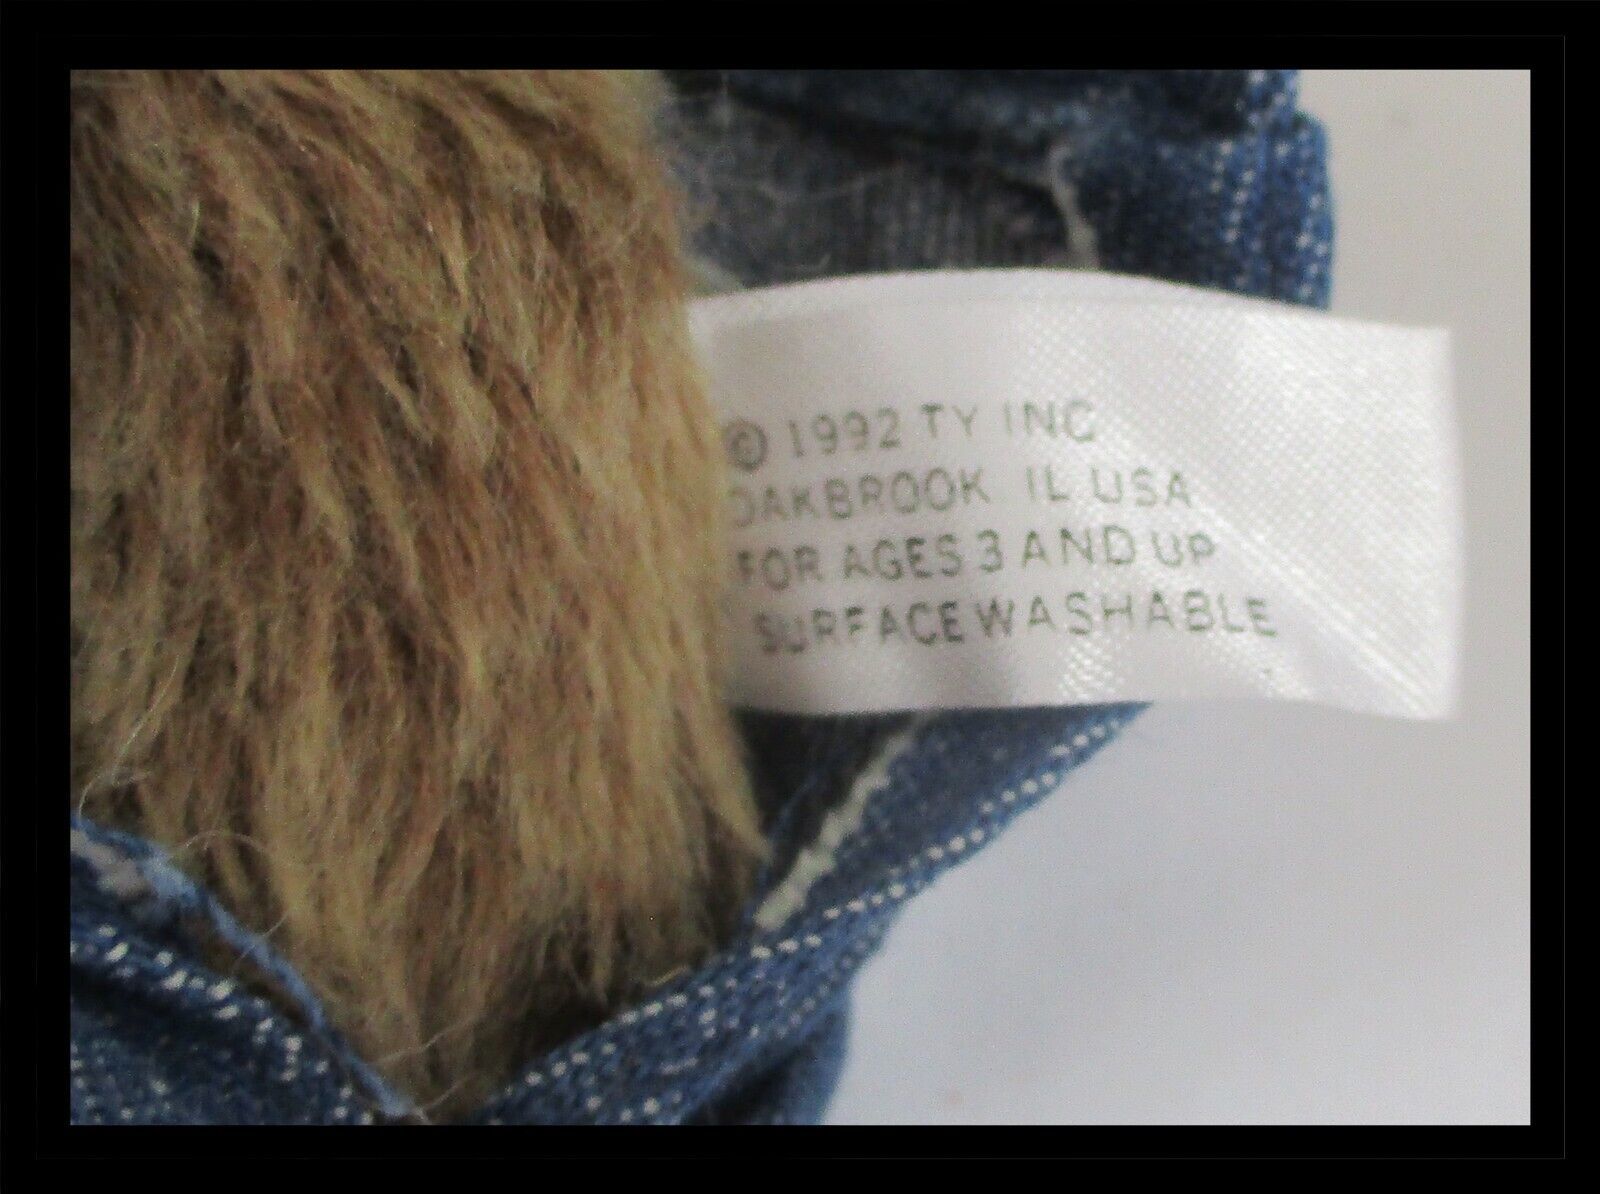 © 1992 TY INC
OAKBROOK IL USA
FOR AGES 3 AND UP
SURFACE WASHABLE